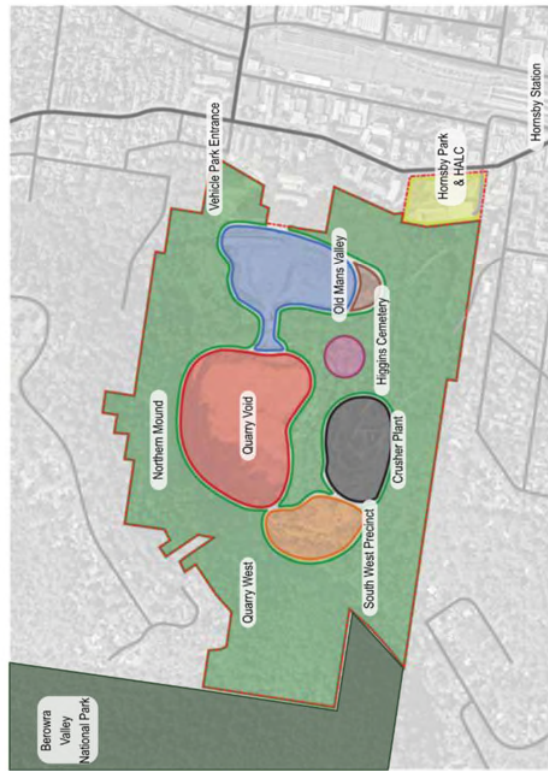 Berowra
Valley
National Park
Northern Mound
Vehicle Park Entrance
Quarry West
Quarry Void
Old Mans Valley
South West Precinct
Crusher Plant
Higgins Cemetery
Hornsby Park
& HALC
Hornsby Station